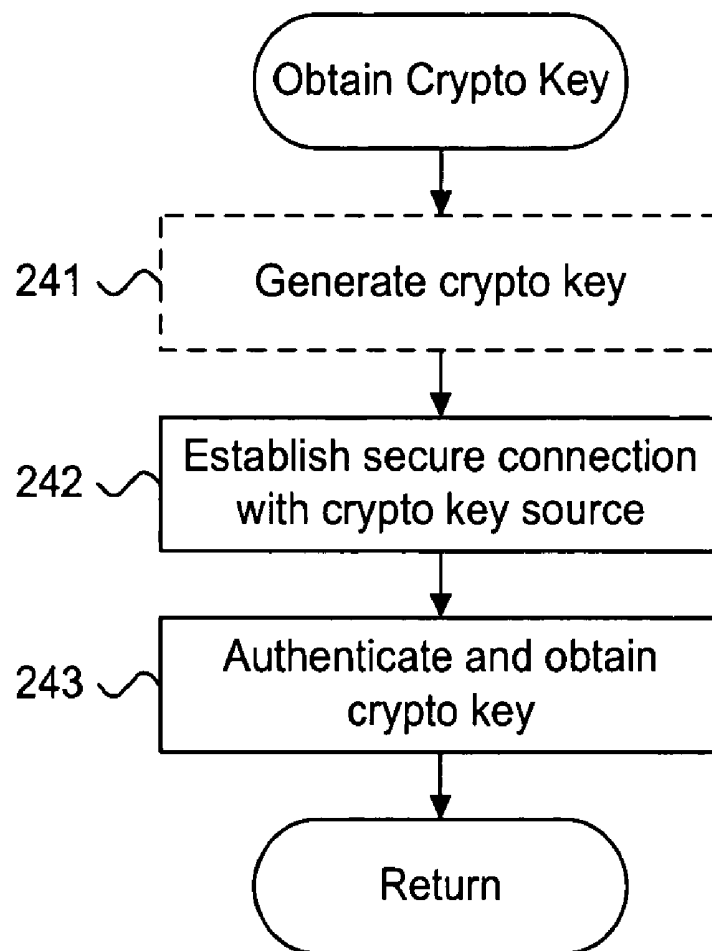 Obtain Crypto Key
241
Generate crypto key
242
Establish secure connection
with crypto key source
243
Authenticate and obtain
crypto key
Return